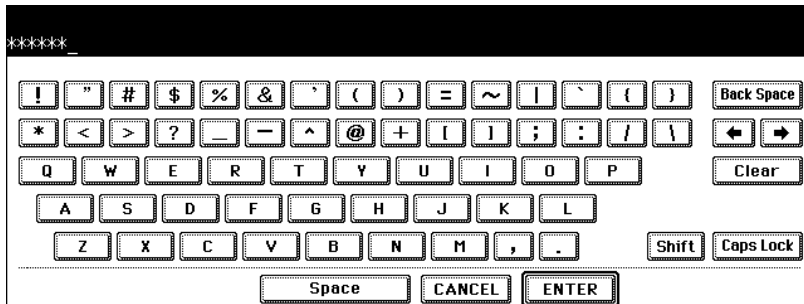 ******_
! " # $ % & ' ( ) = ~ | ` { } Back Space
* < > ? _ - ^ @ + [ ] ; : / \ ← →
Q W E R T Y U I O P Clear
A S D F G H J K L
Z X C V B N M , . Shift Caps Lock
Space CANCEL ENTER